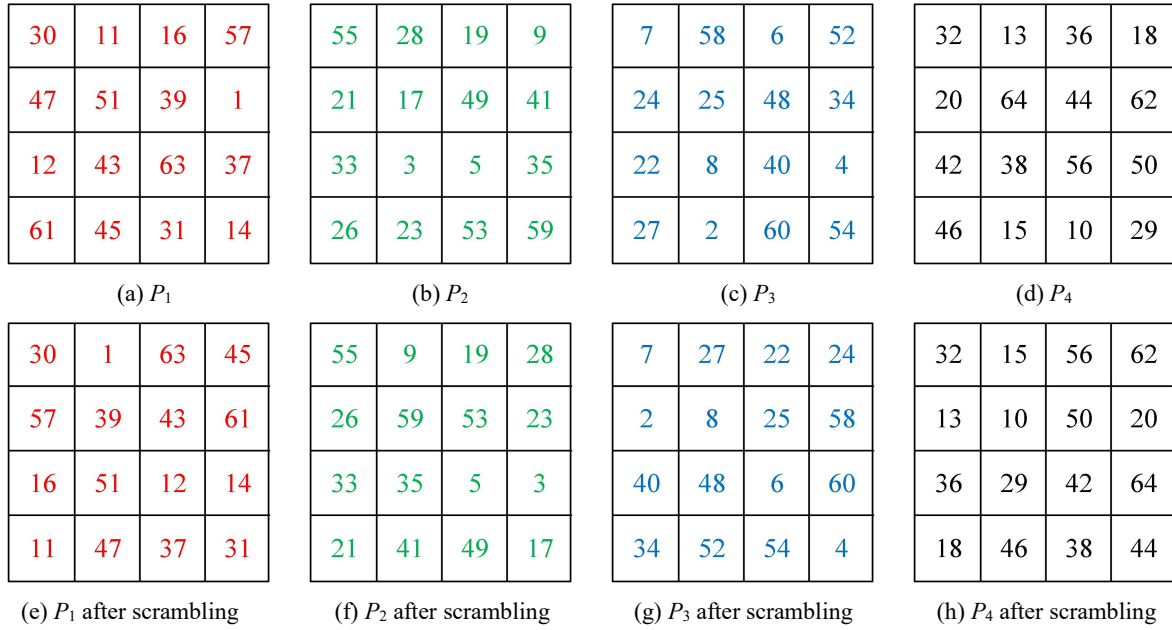 30 11 16 57 55 28 19 9 7 58 6 52 32 13 36 18
47 51 39 1 21 17 49 41 24 25 48 34 20 64 44 62
12 43 63 37 33 3 5 35 22 8 40 4 42 38 56 50
61 45 31 14 26 23 53 59 27 2 60 54 46 15 10 29
(a) P1 (b) P2 (c) P3 (d) P4
30 1 63 45 55 9 19 28 7 27 22 24 32 15 56 62
57 39 43 61 26 59 53 23 2 8 25 58 13 10 50 20
16 51 12 14 33 35 5 3 40 48 6 60 36 29 42 64
11 47 37 31 21 41 49 17 34 52 54 4 18 46 38 44
(e) P1 after scrambling (f) P2 after scrambling (g) P3 after scrambling (h) P4 after scrambling